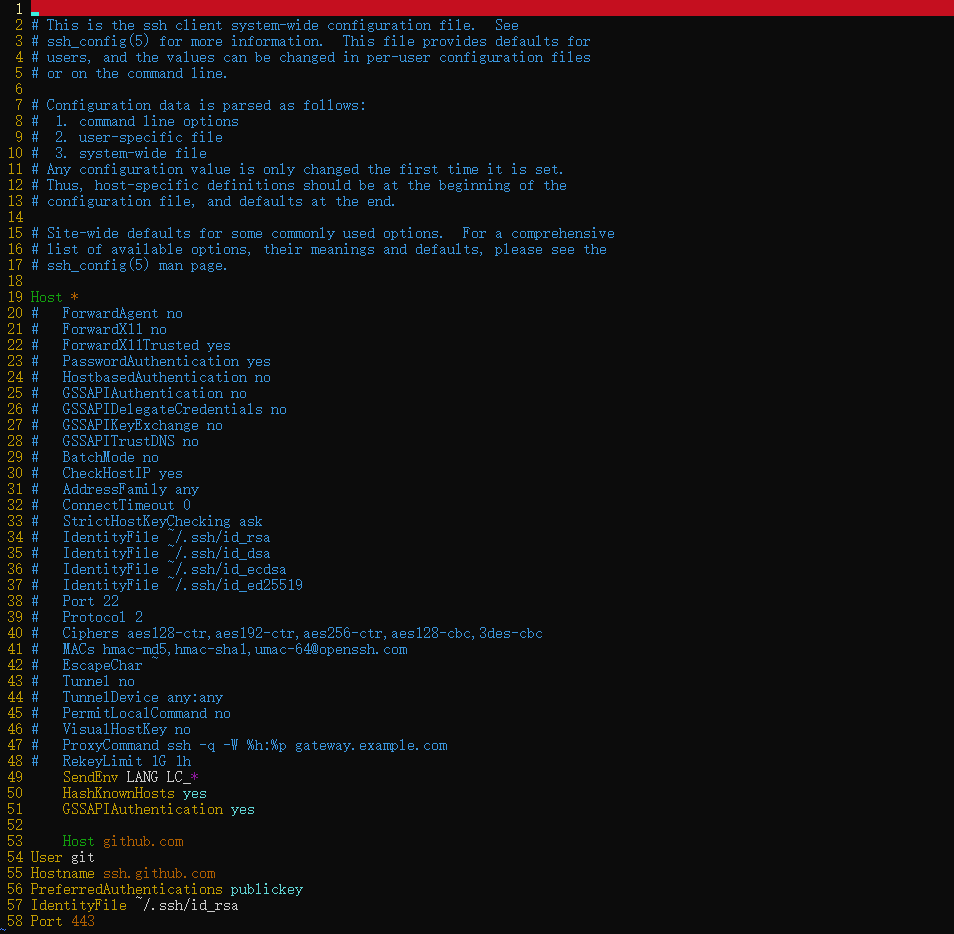 1
2 # This is the ssh client system-wide configuration file.  See
3 # ssh_config(5) for more information.  This file provides defaults for
4 # users, and the values can be changed in per-user configuration files
5 # or on the command line.
6
7 # Configuration data is parsed as follows:
8 #  1. command line options
9 #  2. user-specific file
10 #  3. system-wide file
11 # Any configuration value is only changed the first time it is set.
12 # Thus, host-specific definitions should be at the beginning of the
13 # configuration file, and defaults at the end.
14
15 # Site-wide defaults for some commonly used options.  For a comprehensive
16 # list of available options, their meanings and defaults, please see the
17 # ssh_config(5) man page.
18
19 Host *
20 #   ForwardAgent no
21 #   ForwardX11 no
22 #   ForwardX11Trusted yes
23 #   PasswordAuthentication yes
24 #   HostbasedAuthentication no
25 #   GSSAPIAuthentication no
26 #   GSSAPIDelegateCredentials no
27 #   GSSAPIKeyExchange no
28 #   GSSAPITrustDNS no
29 #   BatchMode no
30 #   CheckHostIP yes
31 #   AddressFamily any
32 #   ConnectTimeout 0
33 #   StrictHostKeyChecking ask
34 #   IdentityFile ~/.ssh/id_rsa
35 #   IdentityFile ~/.ssh/id_dsa
36 #   IdentityFile ~/.ssh/id_ecdsa
37 #   IdentityFile ~/.ssh/id_ed25519
38 #   Port 22
39 #   Protocol 2
40 #   Ciphers aes128-ctr,aes192-ctr,aes256-ctr,aes128-cbc,3des-cbc
41 #   MACs hmac-md5,hmac-sha1,umac-64@openssh.com
42 #   EscapeChar ~
43 #   Tunnel no
44 #   TunnelDevice any:any
45 #   PermitLocalCommand no
46 #   VisualHostKey no
47 #   ProxyCommand ssh -q -W %h:%p gateway.example.com
48 #   RekeyLimit 1G 1h
49     SendEnv LANG LC_*
50     HashKnownHosts yes
51     GSSAPIAuthentication yes
52
53     Host github.com
54 User git
55 Hostname ssh.github.com
56 PreferredAuthentications publickey
57 IdentityFile ~/.ssh/id_rsa
58 Port 443
~